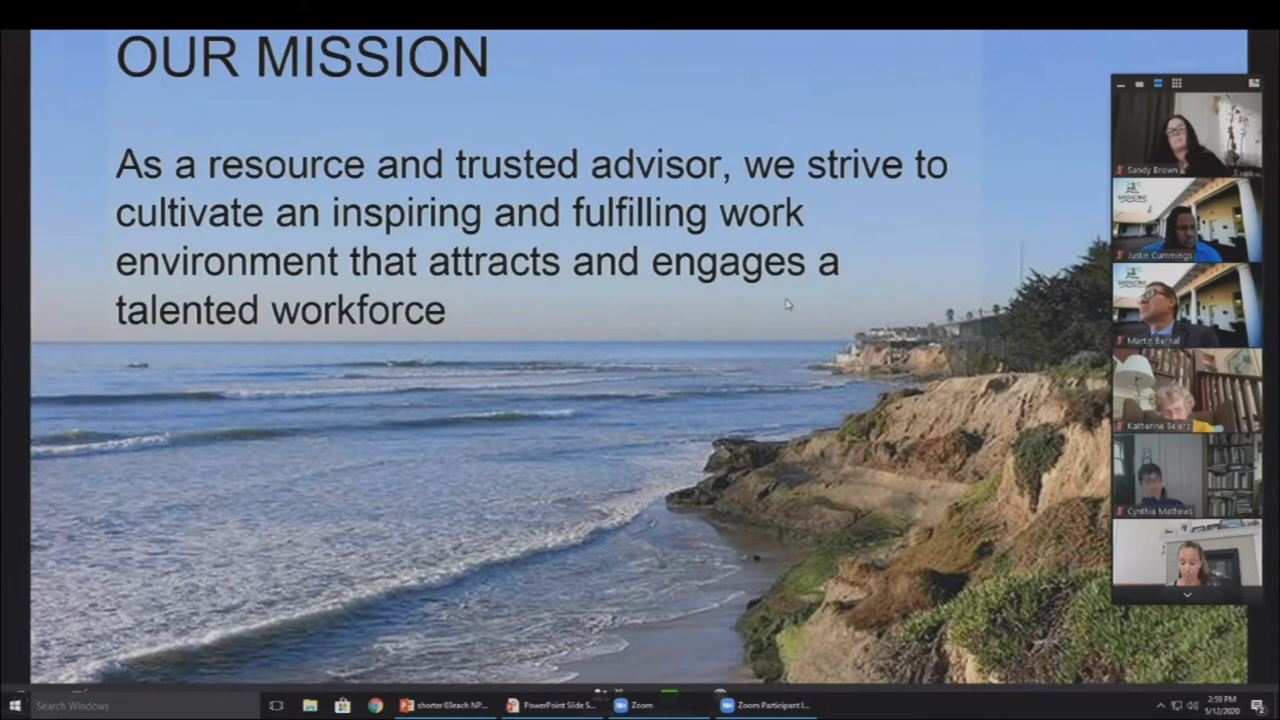 OUR MISSION
As a resource and trusted advisor, we strive to
cultivate an inspiring and fulfilling work
environment that attracts and engages a
talented workforce
Sandy Brown
Justin Cummings
Martin Bernal
Katherine Beiers
Cynthia Mathews
Search Windows
shorter 03each NP...
PowerPoint Slide S...
Zoom
Zoom Participant I...
2:59 PM
5/12/2020